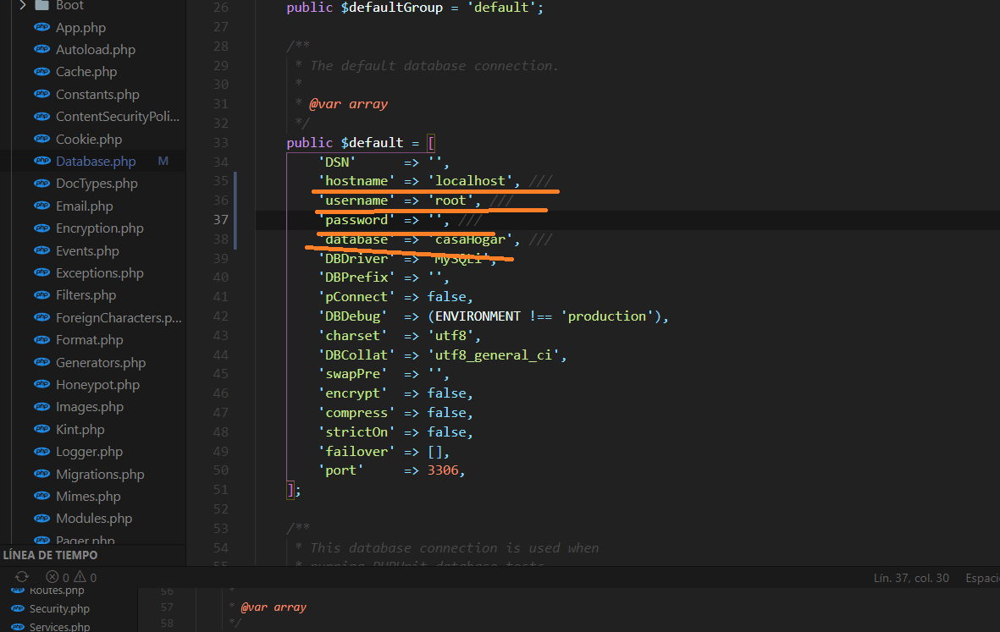 Boot
App.php
Autoload.php
Cache.php
Constants.php
ContentSecurityPoli...
Cookie.php
Database.php M
DocTypes.php
Email.php
Encryption.php
Events.php
Exceptions.php
Filters.php
ForeignCharacters.p...
Format.php
Generators.php
Honeypot.php
Images.php
Kint.php
Logger.php
Migrations.php
Mimes.php
Modules.php
Pager.php
LÍNEA DE TIEMPO
26 public $defaultGroup = 'default';
27
28 /**
29 * The default database connection.
30 *
31 * @var array
32 */
33 public $default = [
34 'DSN' => '',
35 'hostname' => 'localhost', ///
36 'username' => 'root', ///
37 'password' => '', ///
38 'database' => 'casaHogar', ///
39 'DBDriver' => 'MySQLi',
40 'DBPrefix' => '',
41 'pConnect' => false,
42 'DBDebug' => (ENVIRONMENT !== 'production'),
43 'charset' => 'utf8',
44 'DBCollat' => 'utf8_general_ci',
45 'swapPre' => '',
46 'encrypt' => false,
47 'compress' => false,
48 'strictOn' => false,
49 'failover' => [],
50 'port' => 3306,
51 ];
52
53 /**
54 * This database connection is used when
55 * running PHPUnit database tests
0 0 Lín. 37, col. 30 Espaci
Routes.php
Security.php
Services.php
56 *
57 * @var array
58 */